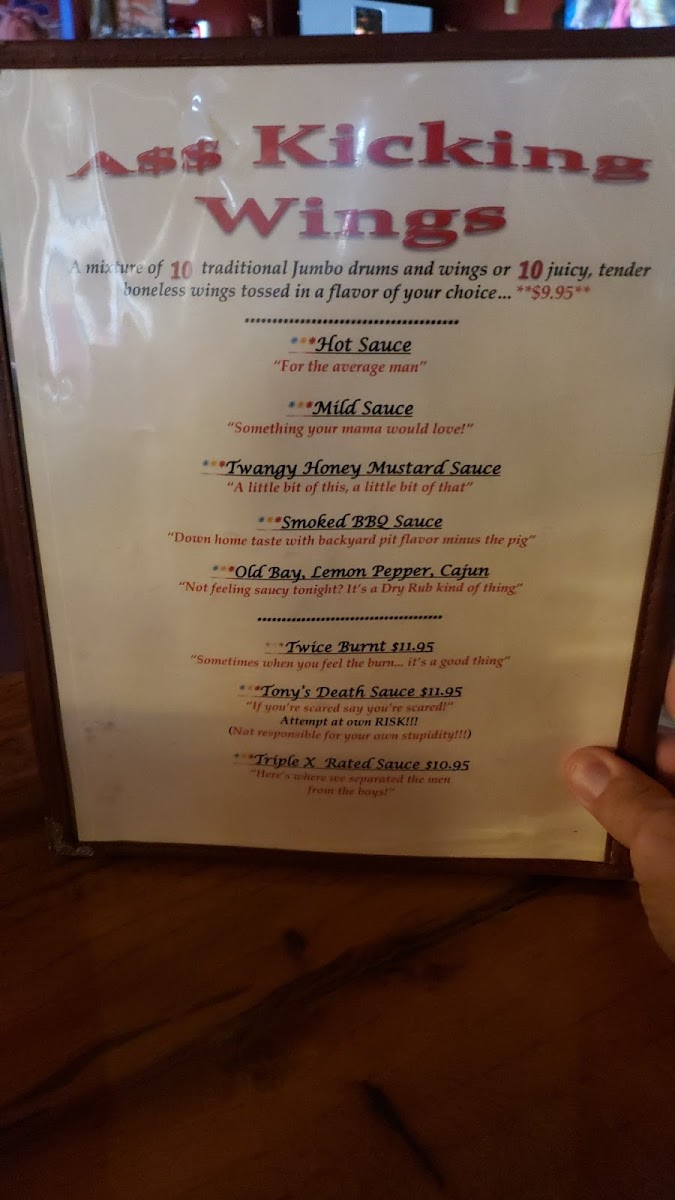 A$$ Kicking
Wings
A mixture of 10 traditional Jumbo drums and wings or 10 juicy, tender
boneless wings tossed in a flavor of your choice... **$9.95**
Hot Sauce
"For the average man"
Mild Sauce
"Something your mama would love!"
Twangy Honey Mustard Sauce
"A little bit of this, a little bit of that"
Smoked BBQ Sauce
"Down home taste with backyard pit flavor minus the pig"
Old Bay, Lemon Pepper, Cajun
"Not feeling saucy tonight? It's a Dry Rub kind of thing"
Twice Burnt $11.95
"Sometimes when you feel the burn... it's a good thing"
Tony's Death Sauce $11.95
"If you're scared say you're scared!"
Attempt at own RISK!!!
(Not responsible for your own stupidity!!!)
Triple X Rated Sauce $10.95
"Here's where we separated the men
from the boys!"